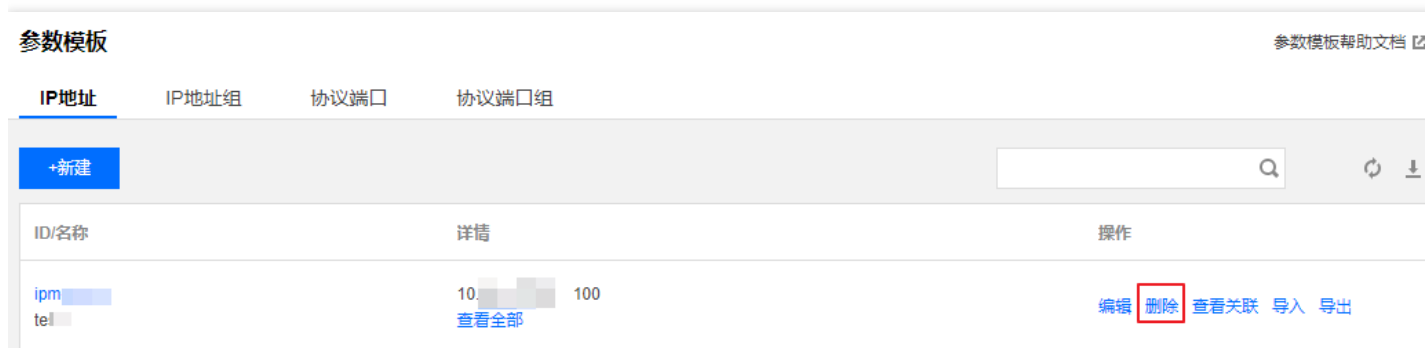 参数模板
参数模板帮助文档
IP地址 IP地址组 协议端口 协议端口组
+新建
ID/名称 详情 操作
ipm 10. 100 编辑 删除 查看关联 导入 导出
查看全部